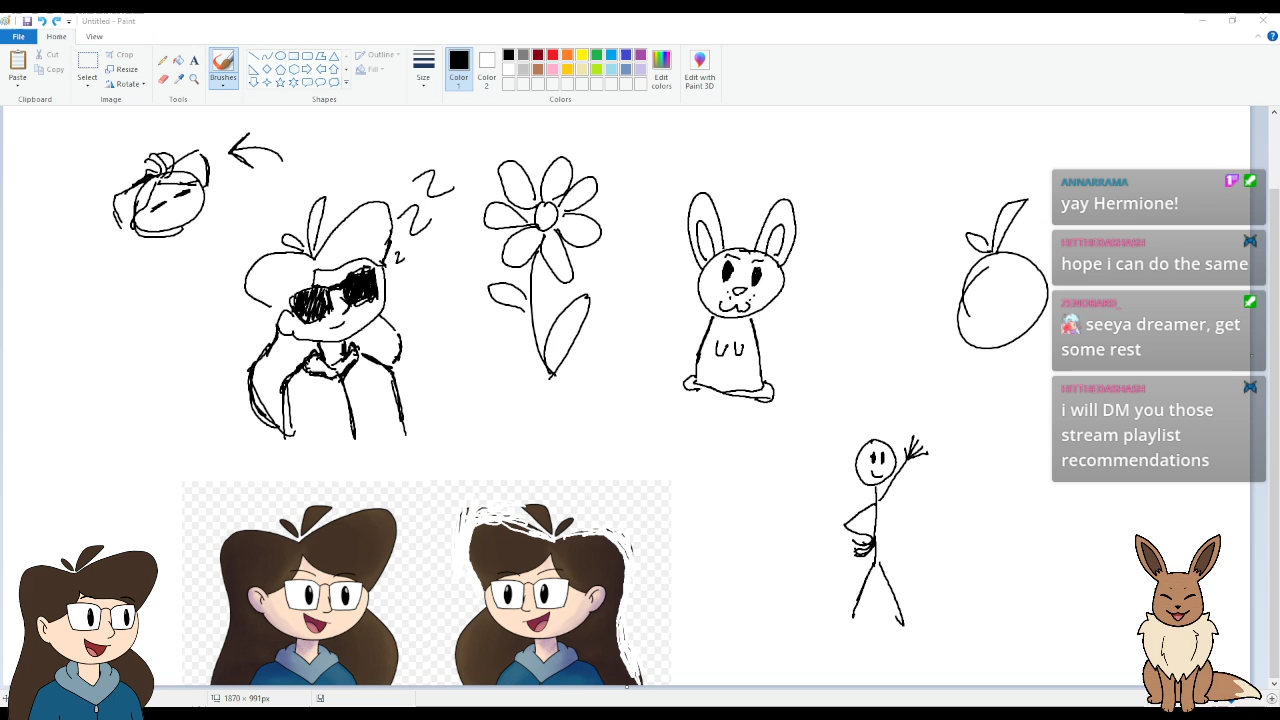 Untitled - Paint
File
Home
View
Paste
Cut
Copy
Clipboard
Select
Crop
Resize
Rotate
Image
A
Tools
Brushes
Shapes
Outline
Fill
Size
Color
1
Color
2
Edit
colors
Colors
Edit with
Paint 3D
z
z
z
ANNARRAMA
yay Hermione!
HITTHEDASHASH
hope i can do the same
seeya dreamer, get
some rest
HITTHEDASHASH
i will DM you those
stream playlist
recommendations
1870 × 991px